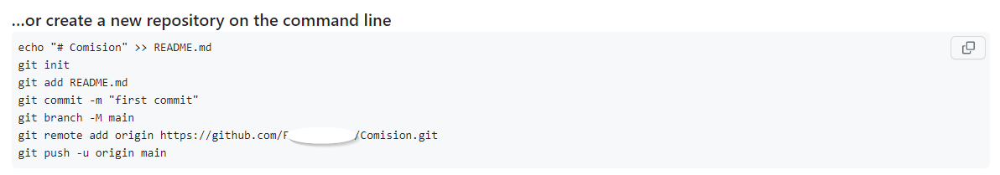 ...or create a new repository on the command line
echo "# Comision" >> README.md
git init
git add README.md
git commit -m "first commit"
git branch -M main
git remote add origin https://github.com/F /Comision.git
git push -u origin main